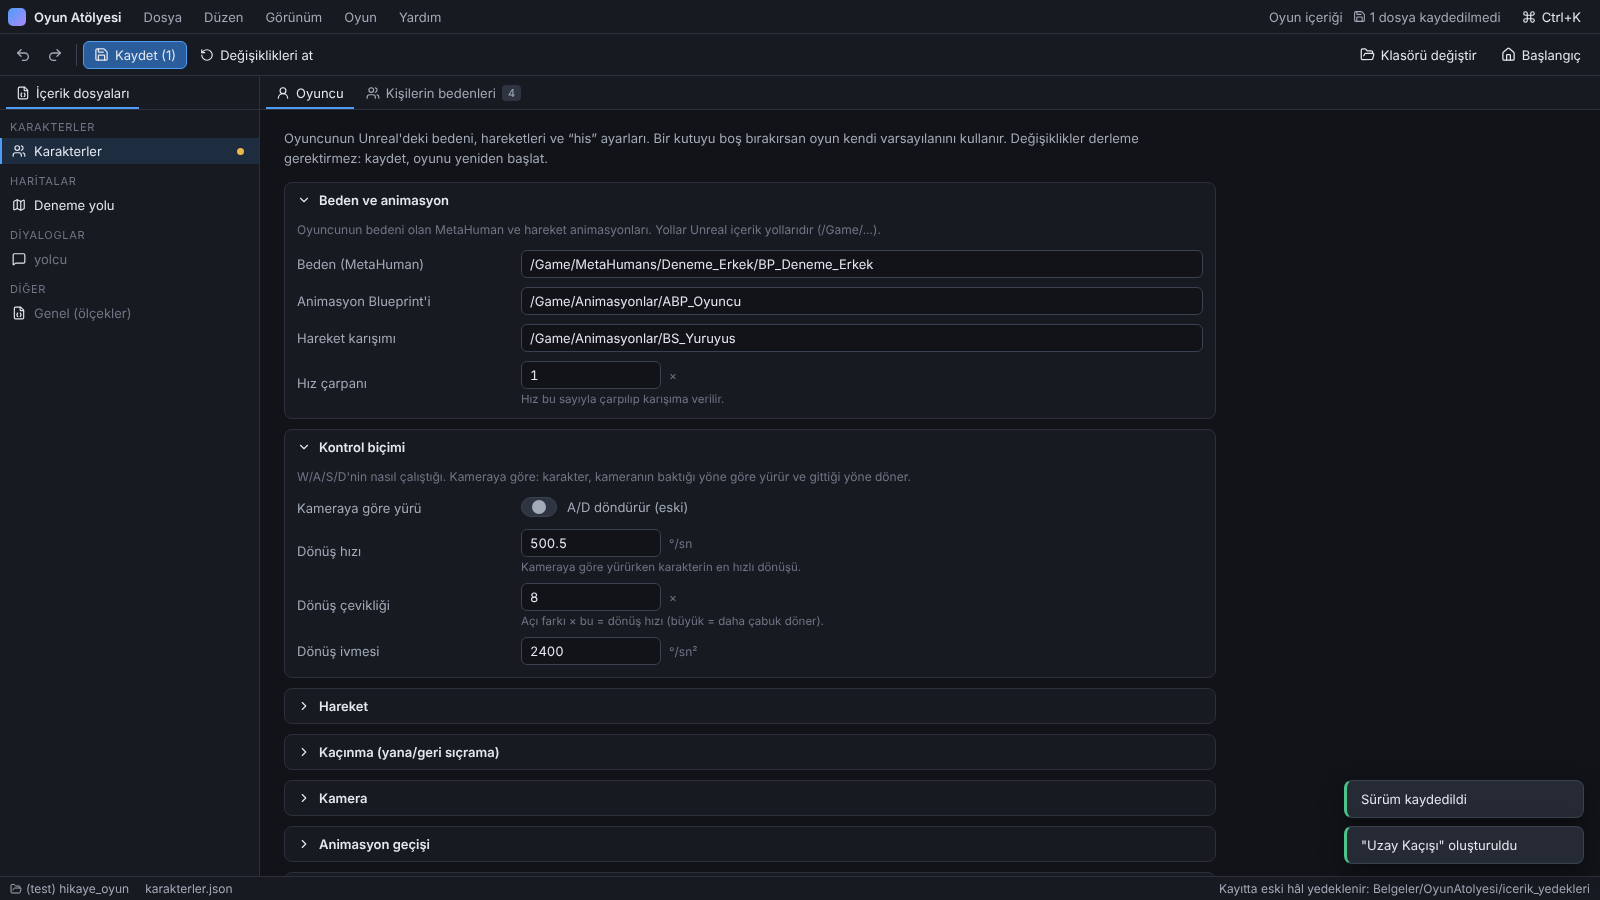 Oyun Atölyesi Dosya Düzen Görünüm Oyun Yardım Oyun içeriği 1 dosya kaydedilmedi ⌘ Ctrl+K
Kaydet (1) Değişiklikleri at Klasörü değiştir Başlangıç
İçerik dosyaları
KARAKTERLER
Karakterler
HARİTALAR
Deneme yolu
DİYALOGLAR
yolcu
DİĞER
Genel (ölçekler)
Oyuncu Kişilerin bedenleri 4
Oyuncunun Unreal'deki bedeni, hareketleri ve “his” ayarları. Bir kutuyu boş bırakırsan oyun kendi varsayılanını kullanır. Değişiklikler derleme
gerektirmez: kaydet, oyunu yeniden başlat.
Beden ve animasyon
Oyuncunun bedeni olan MetaHuman ve hareket animasyonları. Yollar Unreal içerik yollarıdır (/Game/…).
Beden (MetaHuman) /Game/MetaHumans/Deneme_Erkek/BP_Deneme_Erkek
Animasyon Blueprint'i /Game/Animasyonlar/ABP_Oyuncu
Hareket karışımı /Game/Animasyonlar/BS_Yuruyus
Hız çarpanı 1 ×
Hız bu sayıyla çarpılıp karışıma verilir.
Kontrol biçimi
W/A/S/D'nin nasıl çalıştığı. Kameraya göre: karakter, kameranın baktığı yöne göre yürür ve gittiği yöne döner.
Kameraya göre yürü A/D döndürür (eski)
Dönüş hızı 500.5 °/sn
Kameraya göre yürürken karakterin en hızlı dönüşü.
Dönüş çevikliği 8 ×
Açı farkı × bu = dönüş hızı (büyük = daha çabuk döner).
Dönüş ivmesi 2400 °/sn²
Hareket
Kaçınma (yana/geri sıçrama)
Kamera
Animasyon geçişi
Sürüm kaydedildi
"Uzay Kaçışı" oluşturuldu
(test) hikaye_oyun karakterler.json Kayıtta eski hâl yedeklenir: Belgeler/OyunAtolyesi/icerik_yedekleri